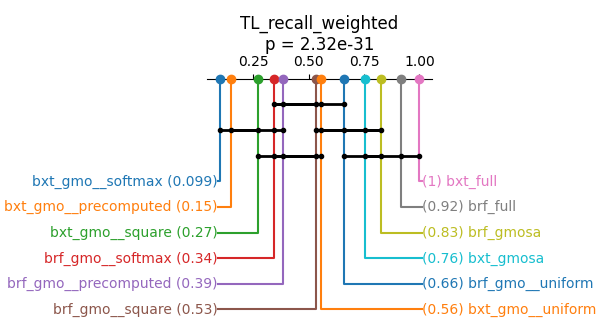 TL_recall_weighted
p = 2.32e-31
0.25 0.50 0.75 1.00
bxt_gmo__softmax (0.099) (1) bxt_full
bxt_gmo__precomputed (0.15) (0.92) brf_full
bxt_gmo__square (0.27) (0.83) brf_gmosa
brf_gmo__softmax (0.34) (0.76) bxt_gmosa
brf_gmo__precomputed (0.39) (0.66) brf_gmo__uniform
brf_gmo__square (0.53) (0.56) bxt_gmo__uniform